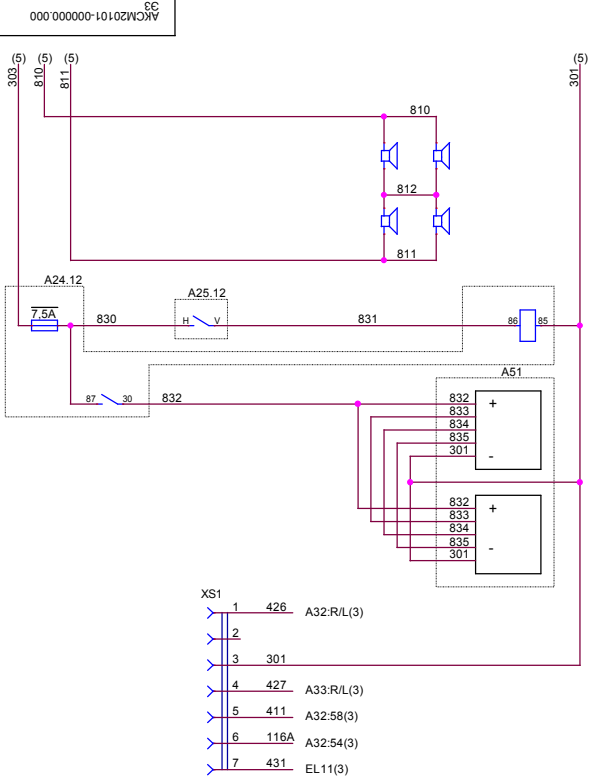 АКСМ20101-000000.000
ЭЗ
(5) (5) (5) (5)
303 810 811 301
810
812
811
A24.12
A25.12
7,5A
830
H V
831
86 85
87 30
832
A51
832
+
833
834
835
301
-
832
+
833
834
835
301
-
XS1
1 426 A32:R/L(3)
2
3 301
4 427 A33:R/L(3)
5 411 A32:58(3)
6 116A A32:54(3)
7 431 EL11(3)